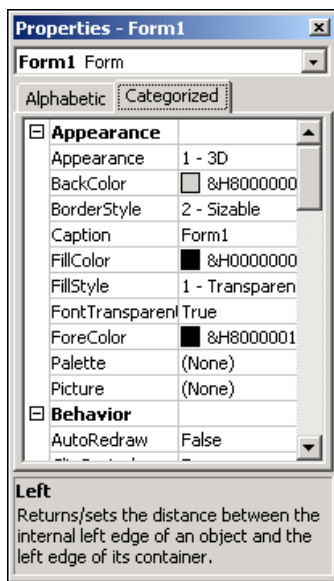 Properties - Form1
Form1 Form
Alphabetic Categorized
Appearance
Appearance 1 - 3D
BackColor &H8000000
BorderStyle 2 - Sizable
Caption Form1
FillColor &H0000000
FillStyle 1 - Transparen
FontTransparen True
ForeColor &H8000001
Palette (None)
Picture (None)
Behavior
AutoRedraw False
Left
Returns/sets the distance between the
internal left edge of an object and the
left edge of its container.